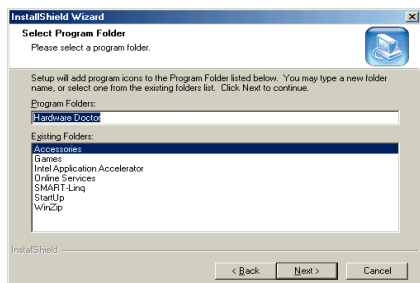 InstallShield Wizard
Select Program Folder
Please select a program folder.
Setup will add program icons to the Program Folder listed below. You may type a new folder
name, or select one from the existing folders list. Click Next to continue.
Program Folders:
Hardware Doctor
Existing Folders:
Accessories
Games
Intel Application Accelerator
Online Services
SMART-Linq
StartUp
WinZip
InstallShield
< Back
Next >
Cancel